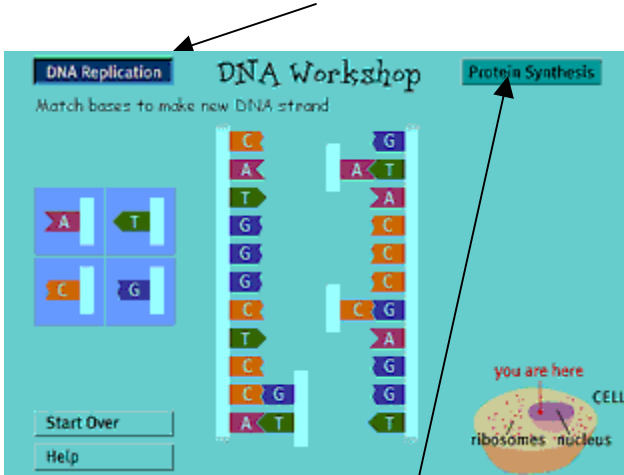 DNA Replication
DNA Workshop
Protein Synthesis
Match bases to make new DNA strand
C G
A A T
T A
G C
G C
G C
C C G
T A
C G
C G G
A T T
A T
C G
you are here
CELL
ribosomes nucleus
Start Over
Help